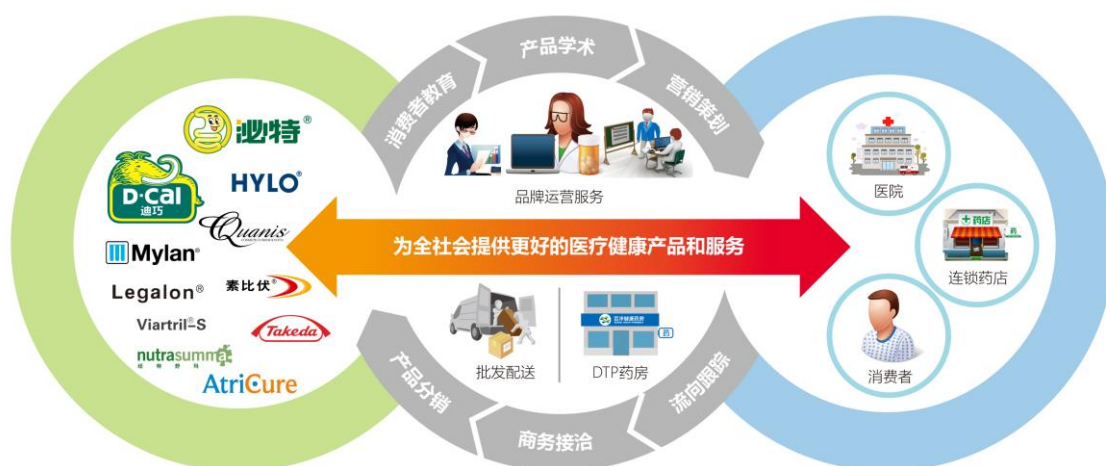 消费者教育
产品学术
营销策划
品牌运营服务
泌特®
D·Cal
迪巧
HYLO®
Quanis
Mylan®
Legalon®
素比伏®
Viartril®-S
Takeda
nutrasumma
AtriCure
为全社会提供更好的医疗健康产品和服务
批发配送
DTP药房
药
产品分销
商务接洽
流向跟踪
医院
药店
药
连锁药店
消费者